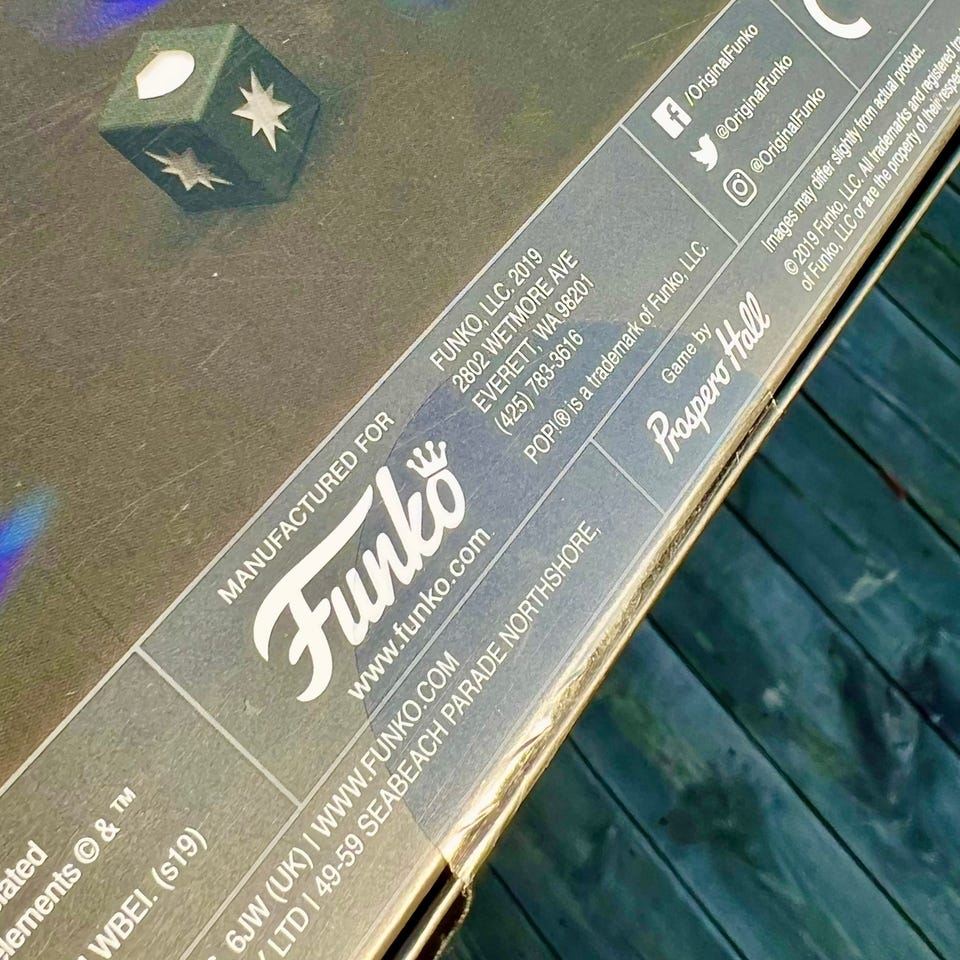 /OriginalFunko
@OriginalFunko
@OriginalFunko
Images may differ slightly from actual product.
© 2019 Funko, LLC. All trademarks and registered
of Funko, LLC or are the property of their
FUNKO, LLC. 2019
2802 WETMORE AVE
EVERETT, WA 98201
(425) 783-3616
POP!® is a trademark of Funko, LLC.
Game by
Prospero Hall
MANUFACTURED FOR
Funko
www.funko.com
6JW (UK) | WWW.FUNKO.COM
LTD | 49-59 SEABEACH PARADE NORTHSHORE,
© & ™
WBEI. (s19)